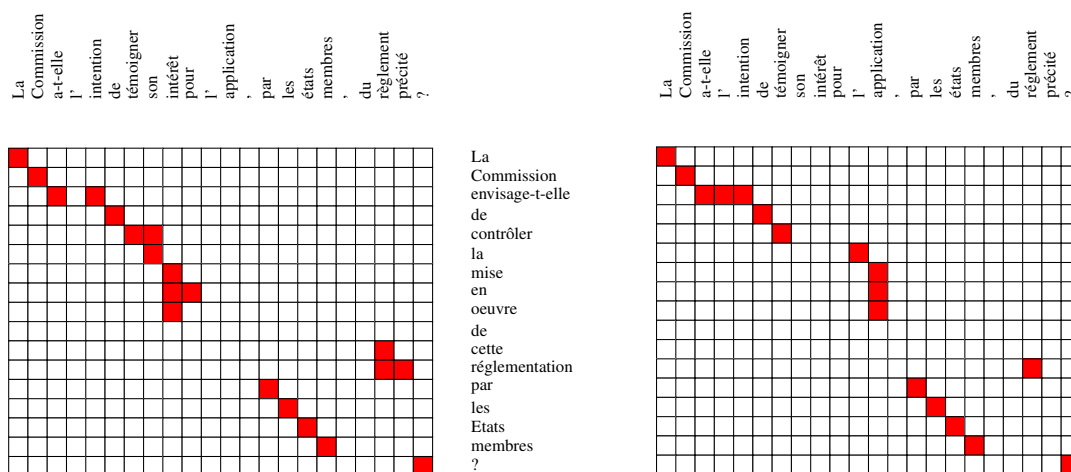 La
Commission
a-t-elle
l'
intention
de
témoigner
son
intérêt
pour
l'
application
,
par
les
états
membres
,
du
règlement
précité
?
La
Commission
a-t-elle
l'
intention
de
témoigner
son
intérêt
pour
l'
application
,
par
les
états
membres
,
du
réglement
précité
?
La
Commission
envisage-t-elle
de
contrôler
la
mise
en
oeuvre
de
cette
réglementation
par
les
Etats
membres
?